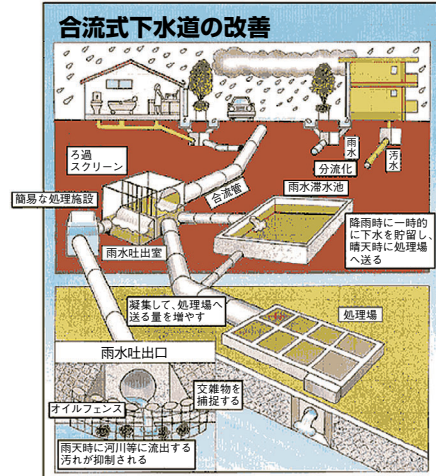 合流式下水道の改善
ろ過
スクリーン
合流管
雨水
汚水
分流化
簡易な処理施設
雨水滞水池
雨水吐出室
降雨時に一時的
に下水を貯留し、
晴天時に処理場
へ送る
凝集して、処理場へ
送る量を増やす
処理場
雨水吐出口
交雑物を
捕捉する
オイルフェンス
雨天時に河川等に流出する
汚れが抑制される